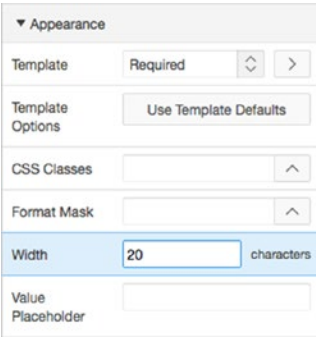 Appearance
Template Required
Template
Options
Use Template Defaults
CSS Classes
Format Mask
Width 20 characters
Value
Placeholder